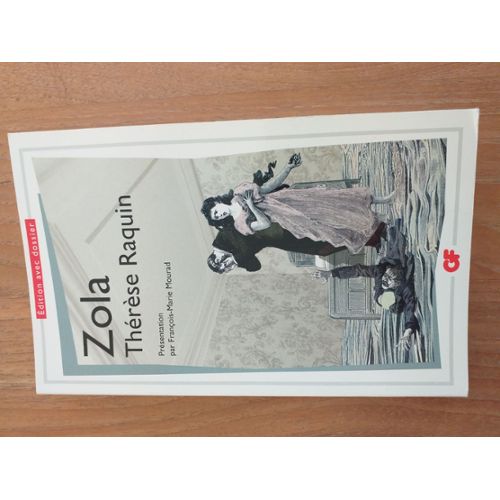 Édition avec dossier
Zola
Thérèse Raquin
Présentation
par François-Marie Mourad
GF